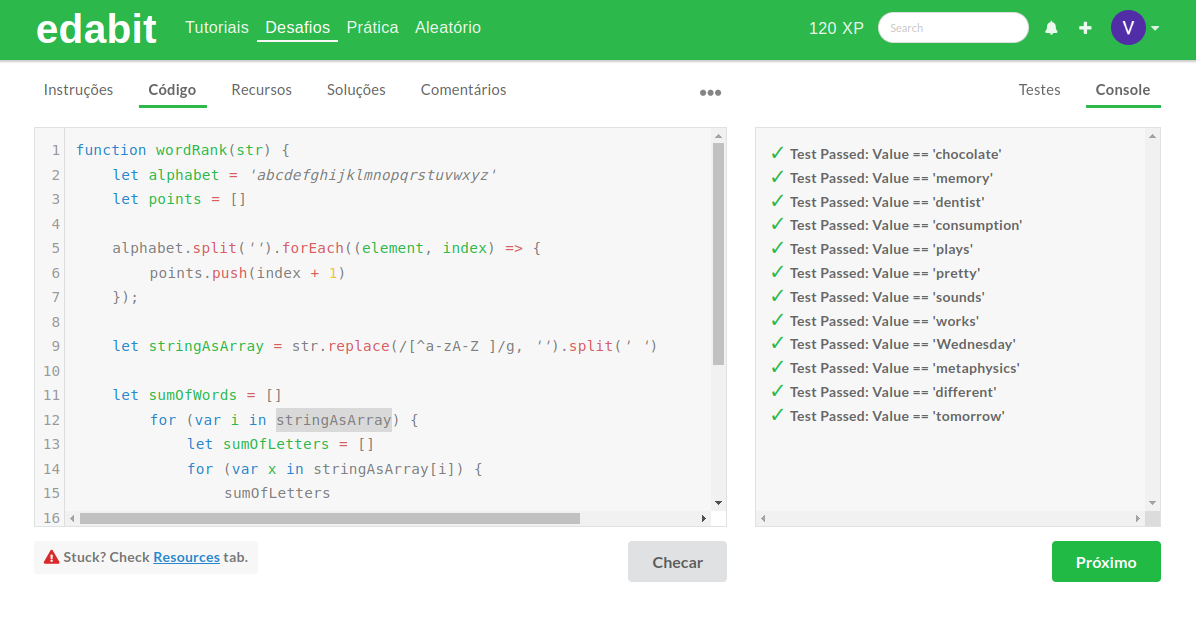 edabit Tutoriais Desafios Prática Aleatório 120 XP Search V
Instruções Código Recursos Soluções Comentários ••• Testes Console
1 function wordRank(str) {
2 let alphabet = 'abcdefghijklmnopqrstuvwxyz'
3 let points = []
4
5 alphabet.split('').forEach((element, index) => {
6 points.push(index + 1)
7 });
8
9 let stringAsArray = str.replace(/[^a-zA-Z ]/g, '').split(' ')
10
11 let sumOfWords = []
12 for (var i in stringAsArray) {
13 let sumOfLetters = []
14 for (var x in stringAsArray[i]) {
15 sumOfLetters
16
✓ Test Passed: Value == 'chocolate'
✓ Test Passed: Value == 'memory'
✓ Test Passed: Value == 'dentist'
✓ Test Passed: Value == 'consumption'
✓ Test Passed: Value == 'plays'
✓ Test Passed: Value == 'pretty'
✓ Test Passed: Value == 'sounds'
✓ Test Passed: Value == 'works'
✓ Test Passed: Value == 'Wednesday'
✓ Test Passed: Value == 'metaphysics'
✓ Test Passed: Value == 'different'
✓ Test Passed: Value == 'tomorrow'
Stuck? Check Resources tab. Checar Próximo